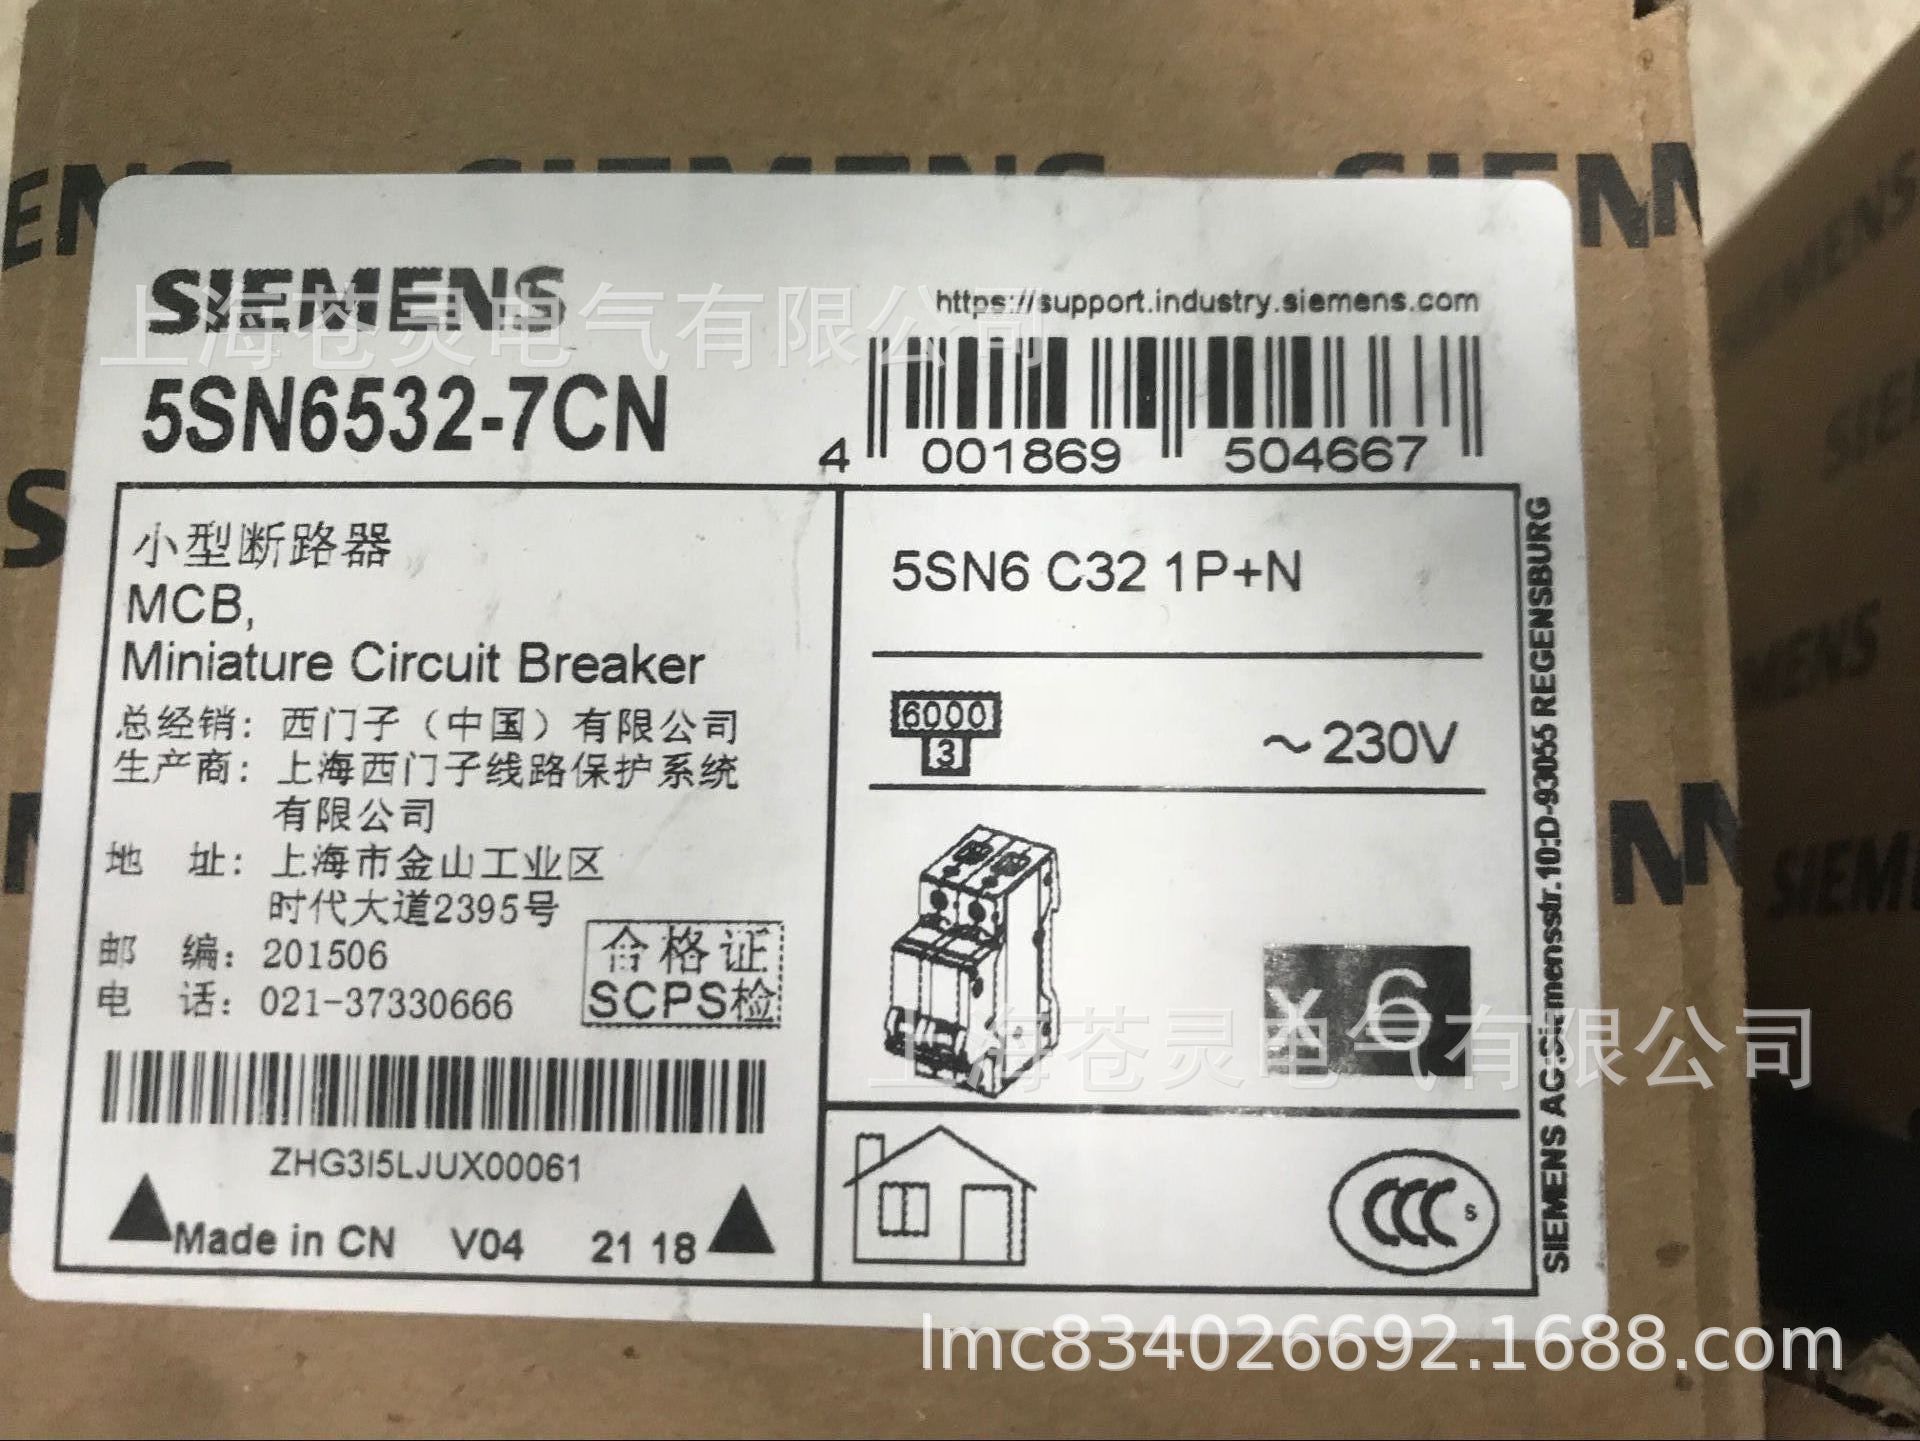 SIEMENS
SIEMENS
https://support.industry.siemens.com
上海苍灵电气有限公司
5SN6532-7CN
4 001869 504667
小型断路器
MCB,
Miniature Circuit Breaker
总经销：西门子（中国）有限公司
生产商：上海西门子线路保护系统
有限公司
地 址：上海市金山工业区
时代大道2395号
邮 编：201506
电 话：021-37330666
合格证
SCPS检
ZHG3I5LJUX00061
Made in CN V04 21 18
5SN6 C32 1P+N
6000
3
～230V
x 6
上海苍灵电气有限公司
CCC S
SIEMENS AG:Siemensstr.10:D-93055 REGENSBURG
SIEMENS
SIEMENS
SIEMENS
SIEMENS
lmc834026692.1688.com